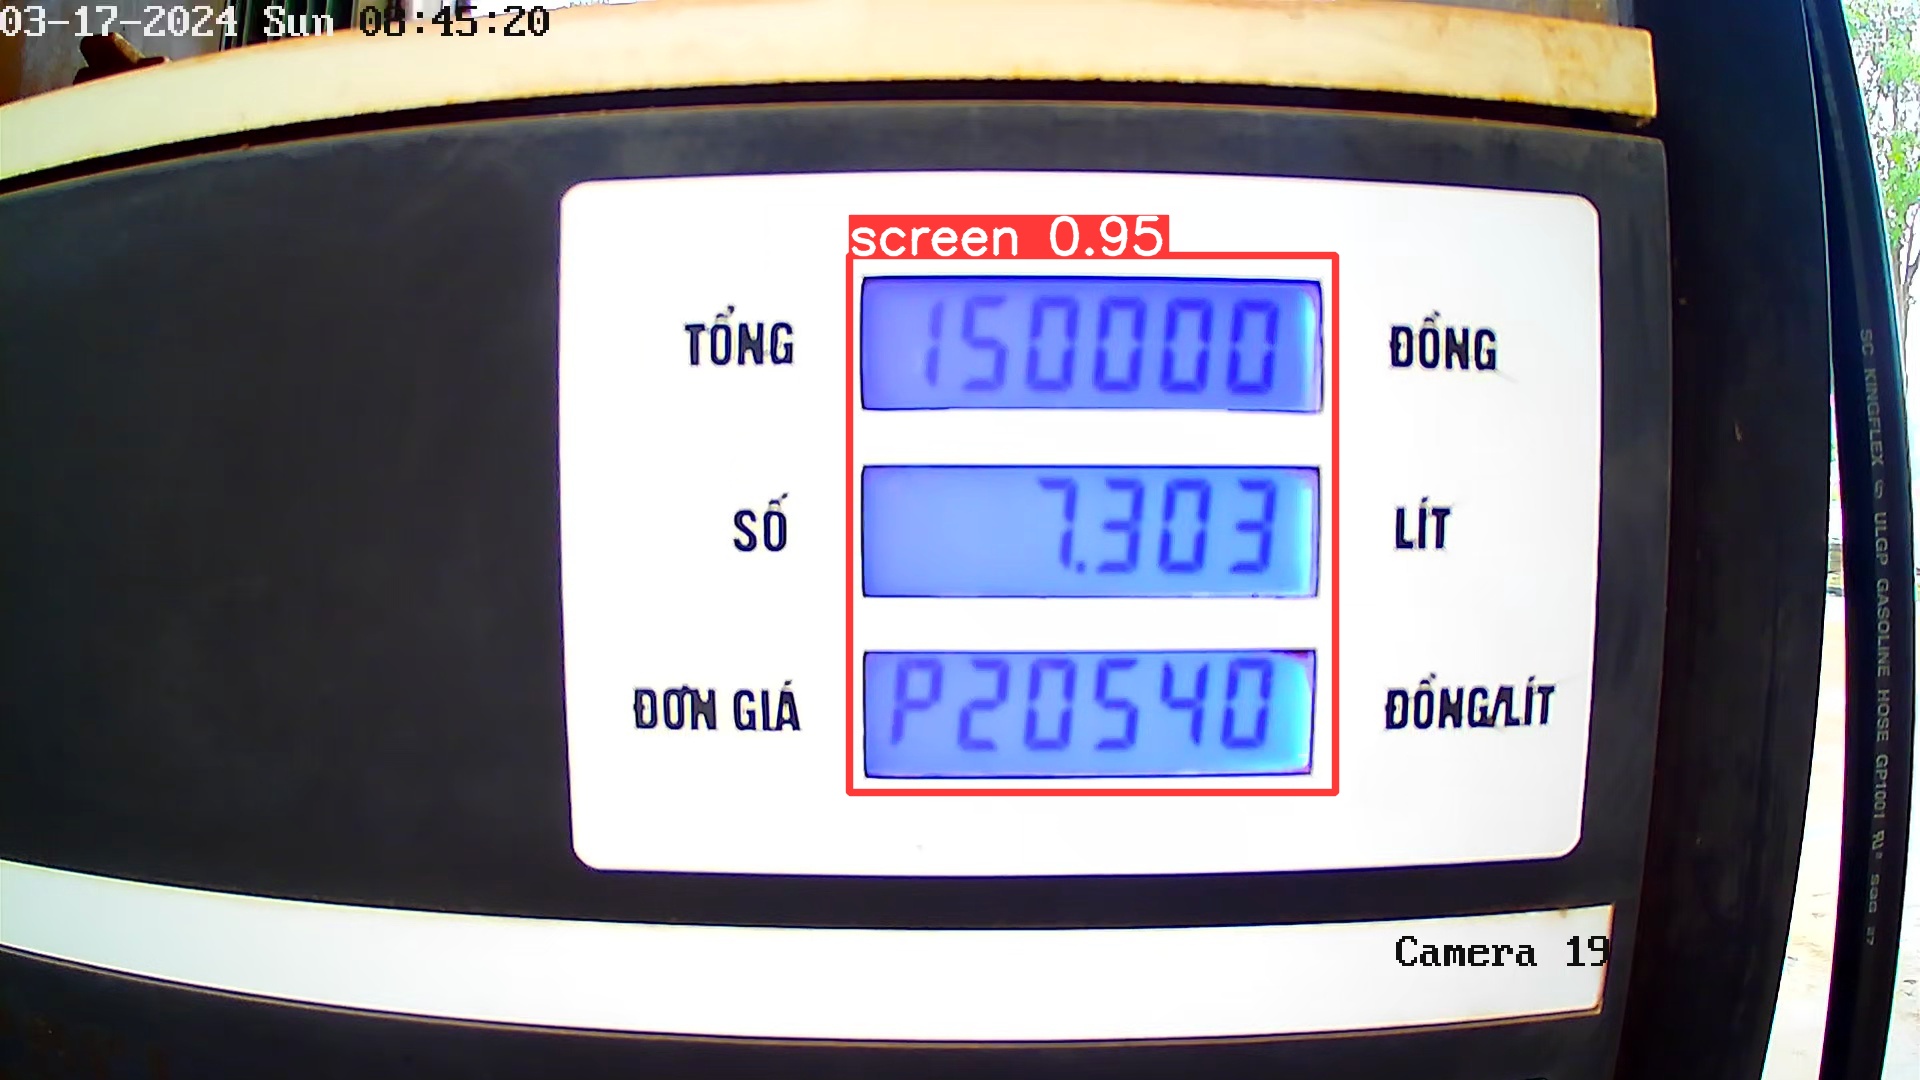 03-17-2024 Sun 08:45:20
screen 0.95
TỔNG 150000 ĐỒNG
SỐ 7.303 LÍT
ĐƠN GIÁ P20540 ĐỒNG/LÍT
SC KINGFLEX ULGP GASOLINE HOSE GP1001
Camera 19